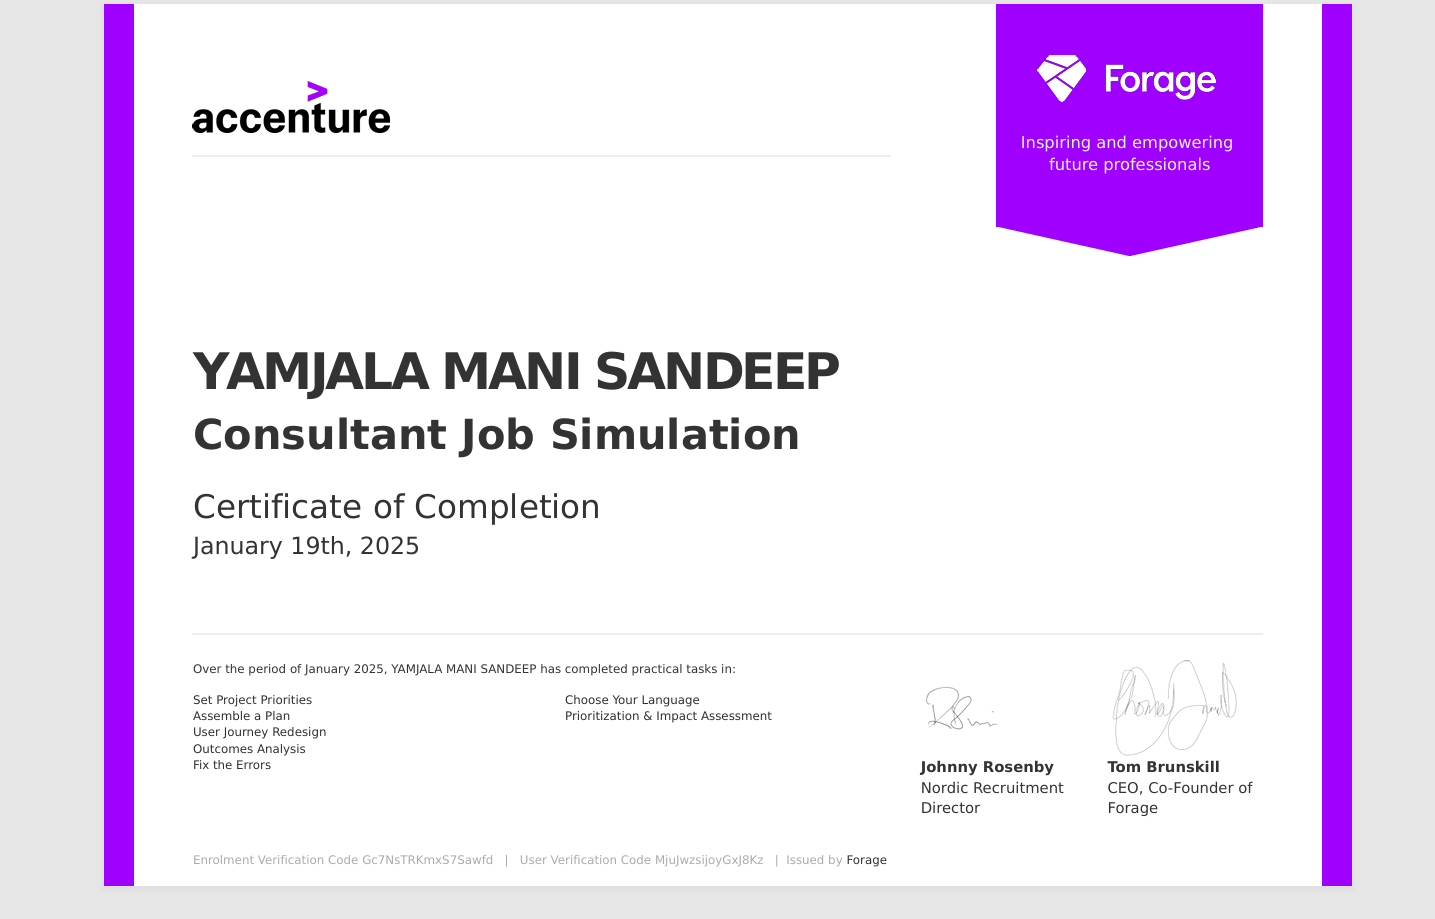 accenture
Forage
Inspiring and empowering
future professionals
YAMJALA MANI SANDEEP
Consultant Job Simulation
Certificate of Completion
January 19th, 2025
Over the period of January 2025, YAMJALA MANI SANDEEP has completed practical tasks in:
Set Project Priorities
Assemble a Plan
User Journey Redesign
Outcomes Analysis
Fix the Errors
Choose Your Language
Prioritization & Impact Assessment
Johnny Rosenby
Nordic Recruitment
Director
Tom Brunskill
CEO, Co-Founder of
Forage
Enrolment Verification Code Gc7NsTRKmxS7Sawfd | User Verification Code MjuJwzsijoyGxJ8Kz | Issued by Forage